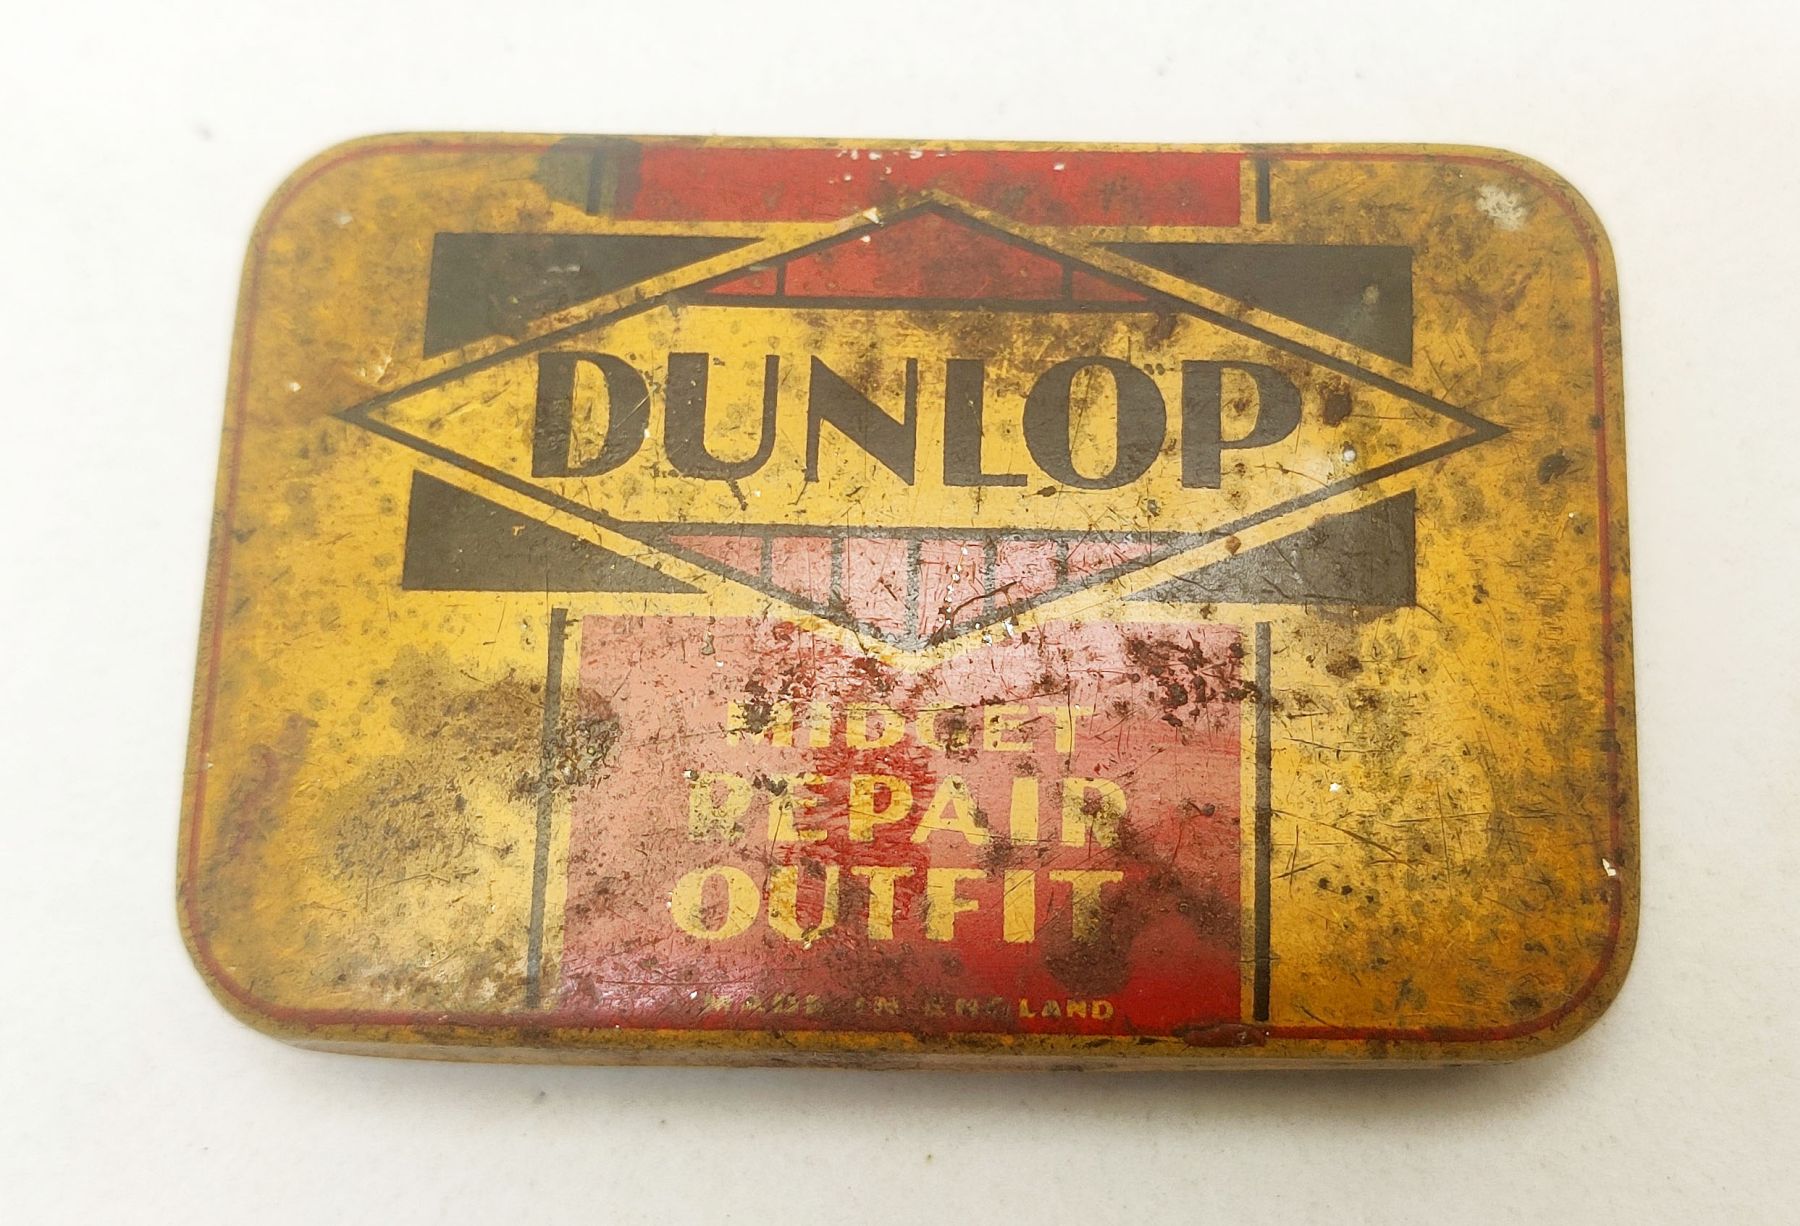 DUNLOP
MIDGET
REPAIR
OUTFIT
MADE IN ENGLAND